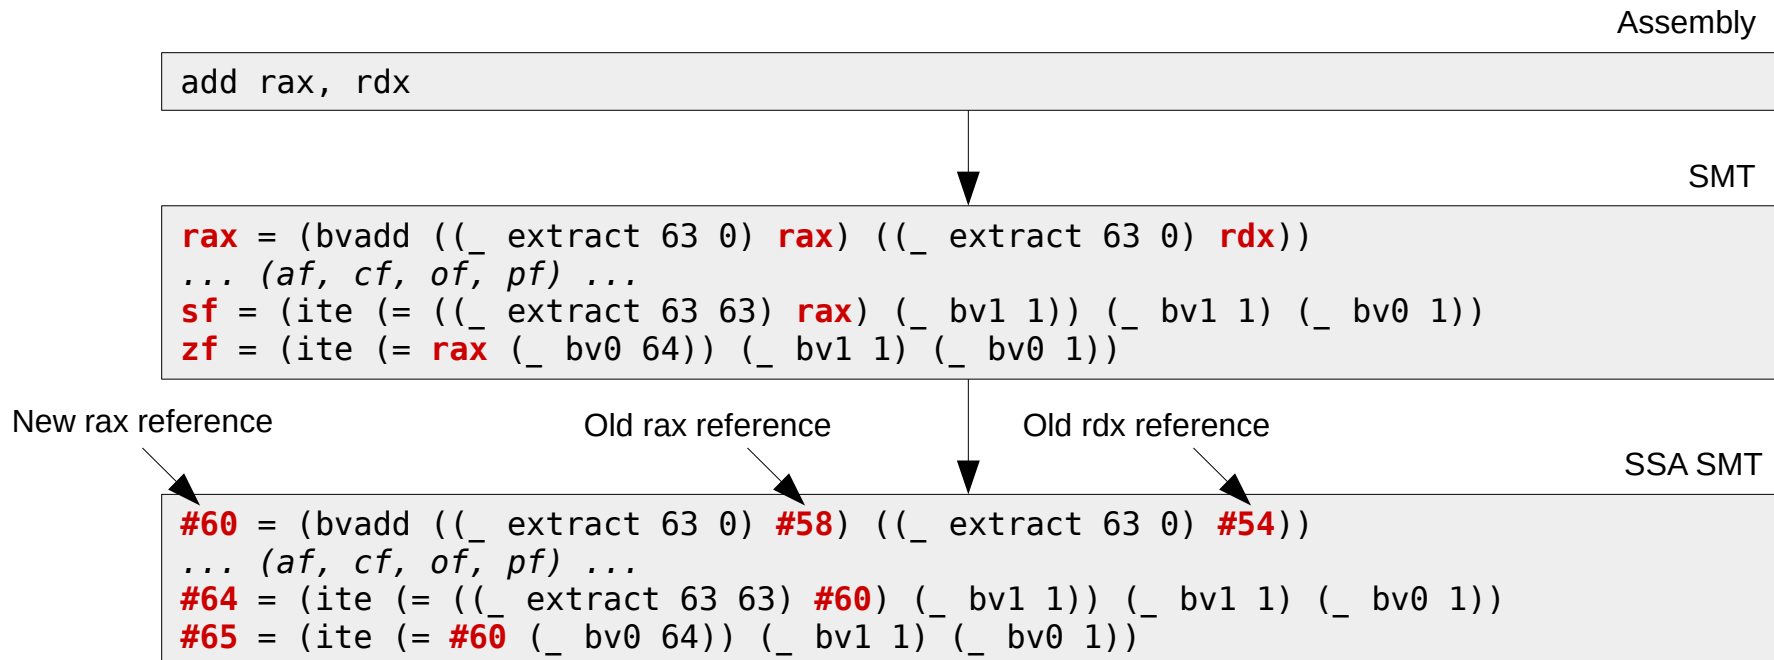 Assembly
add rax, rdx
SMT
rax = (bvadd ((_ extract 63 0) rax) ((_ extract 63 0) rdx))
... (af, cf, of, pf) ...
sf = (ite (= ((_ extract 63 63) rax) (_ bv1 1)) (_ bv1 1) (_ bv0 1))
zf = (ite (= rax (_ bv0 64)) (_ bv1 1) (_ bv0 1))
New rax reference
Old rax reference
Old rdx reference
SSA SMT
#60 = (bvadd ((_ extract 63 0) #58) ((_ extract 63 0) #54))
... (af, cf, of, pf) ...
#64 = (ite (= ((_ extract 63 63) #60) (_ bv1 1)) (_ bv1 1) (_ bv0 1))
#65 = (ite (= #60 (_ bv0 64)) (_ bv1 1) (_ bv0 1))